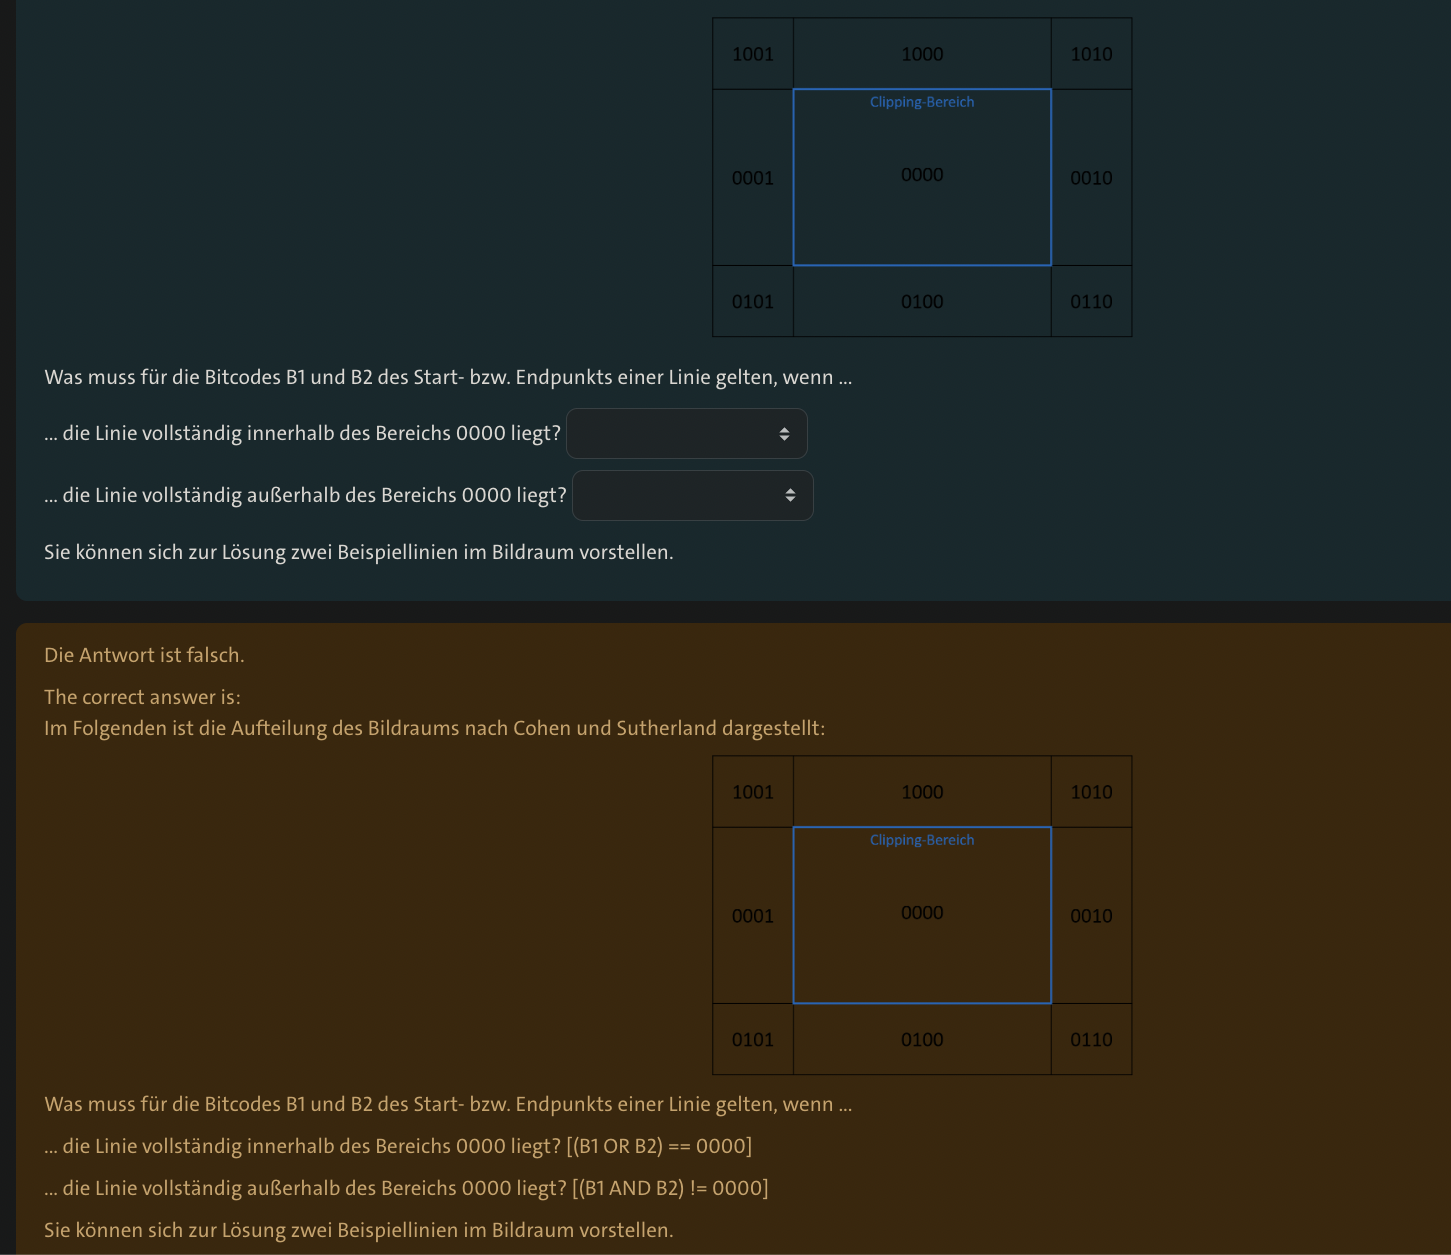 1001 1000 1010
Clipping-Bereich
0001 0000 0010
0101 0100 0110
Was muss für die Bitcodes B1 und B2 des Start- bzw. Endpunkts einer Linie gelten, wenn ...
... die Linie vollständig innerhalb des Bereichs 0000 liegt?
... die Linie vollständig außerhalb des Bereichs 0000 liegt?
Sie können sich zur Lösung zwei Beispiellinien im Bildraum vorstellen.
Die Antwort ist falsch.
The correct answer is:
Im Folgenden ist die Aufteilung des Bildraums nach Cohen und Sutherland dargestellt:
1001 1000 1010
Clipping-Bereich
0001 0000 0010
0101 0100 0110
Was muss für die Bitcodes B1 und B2 des Start- bzw. Endpunkts einer Linie gelten, wenn ...
... die Linie vollständig innerhalb des Bereichs 0000 liegt? [(B1 OR B2) == 0000]
... die Linie vollständig außerhalb des Bereichs 0000 liegt? [(B1 AND B2) != 0000]
Sie können sich zur Lösung zwei Beispiellinien im Bildraum vorstellen.